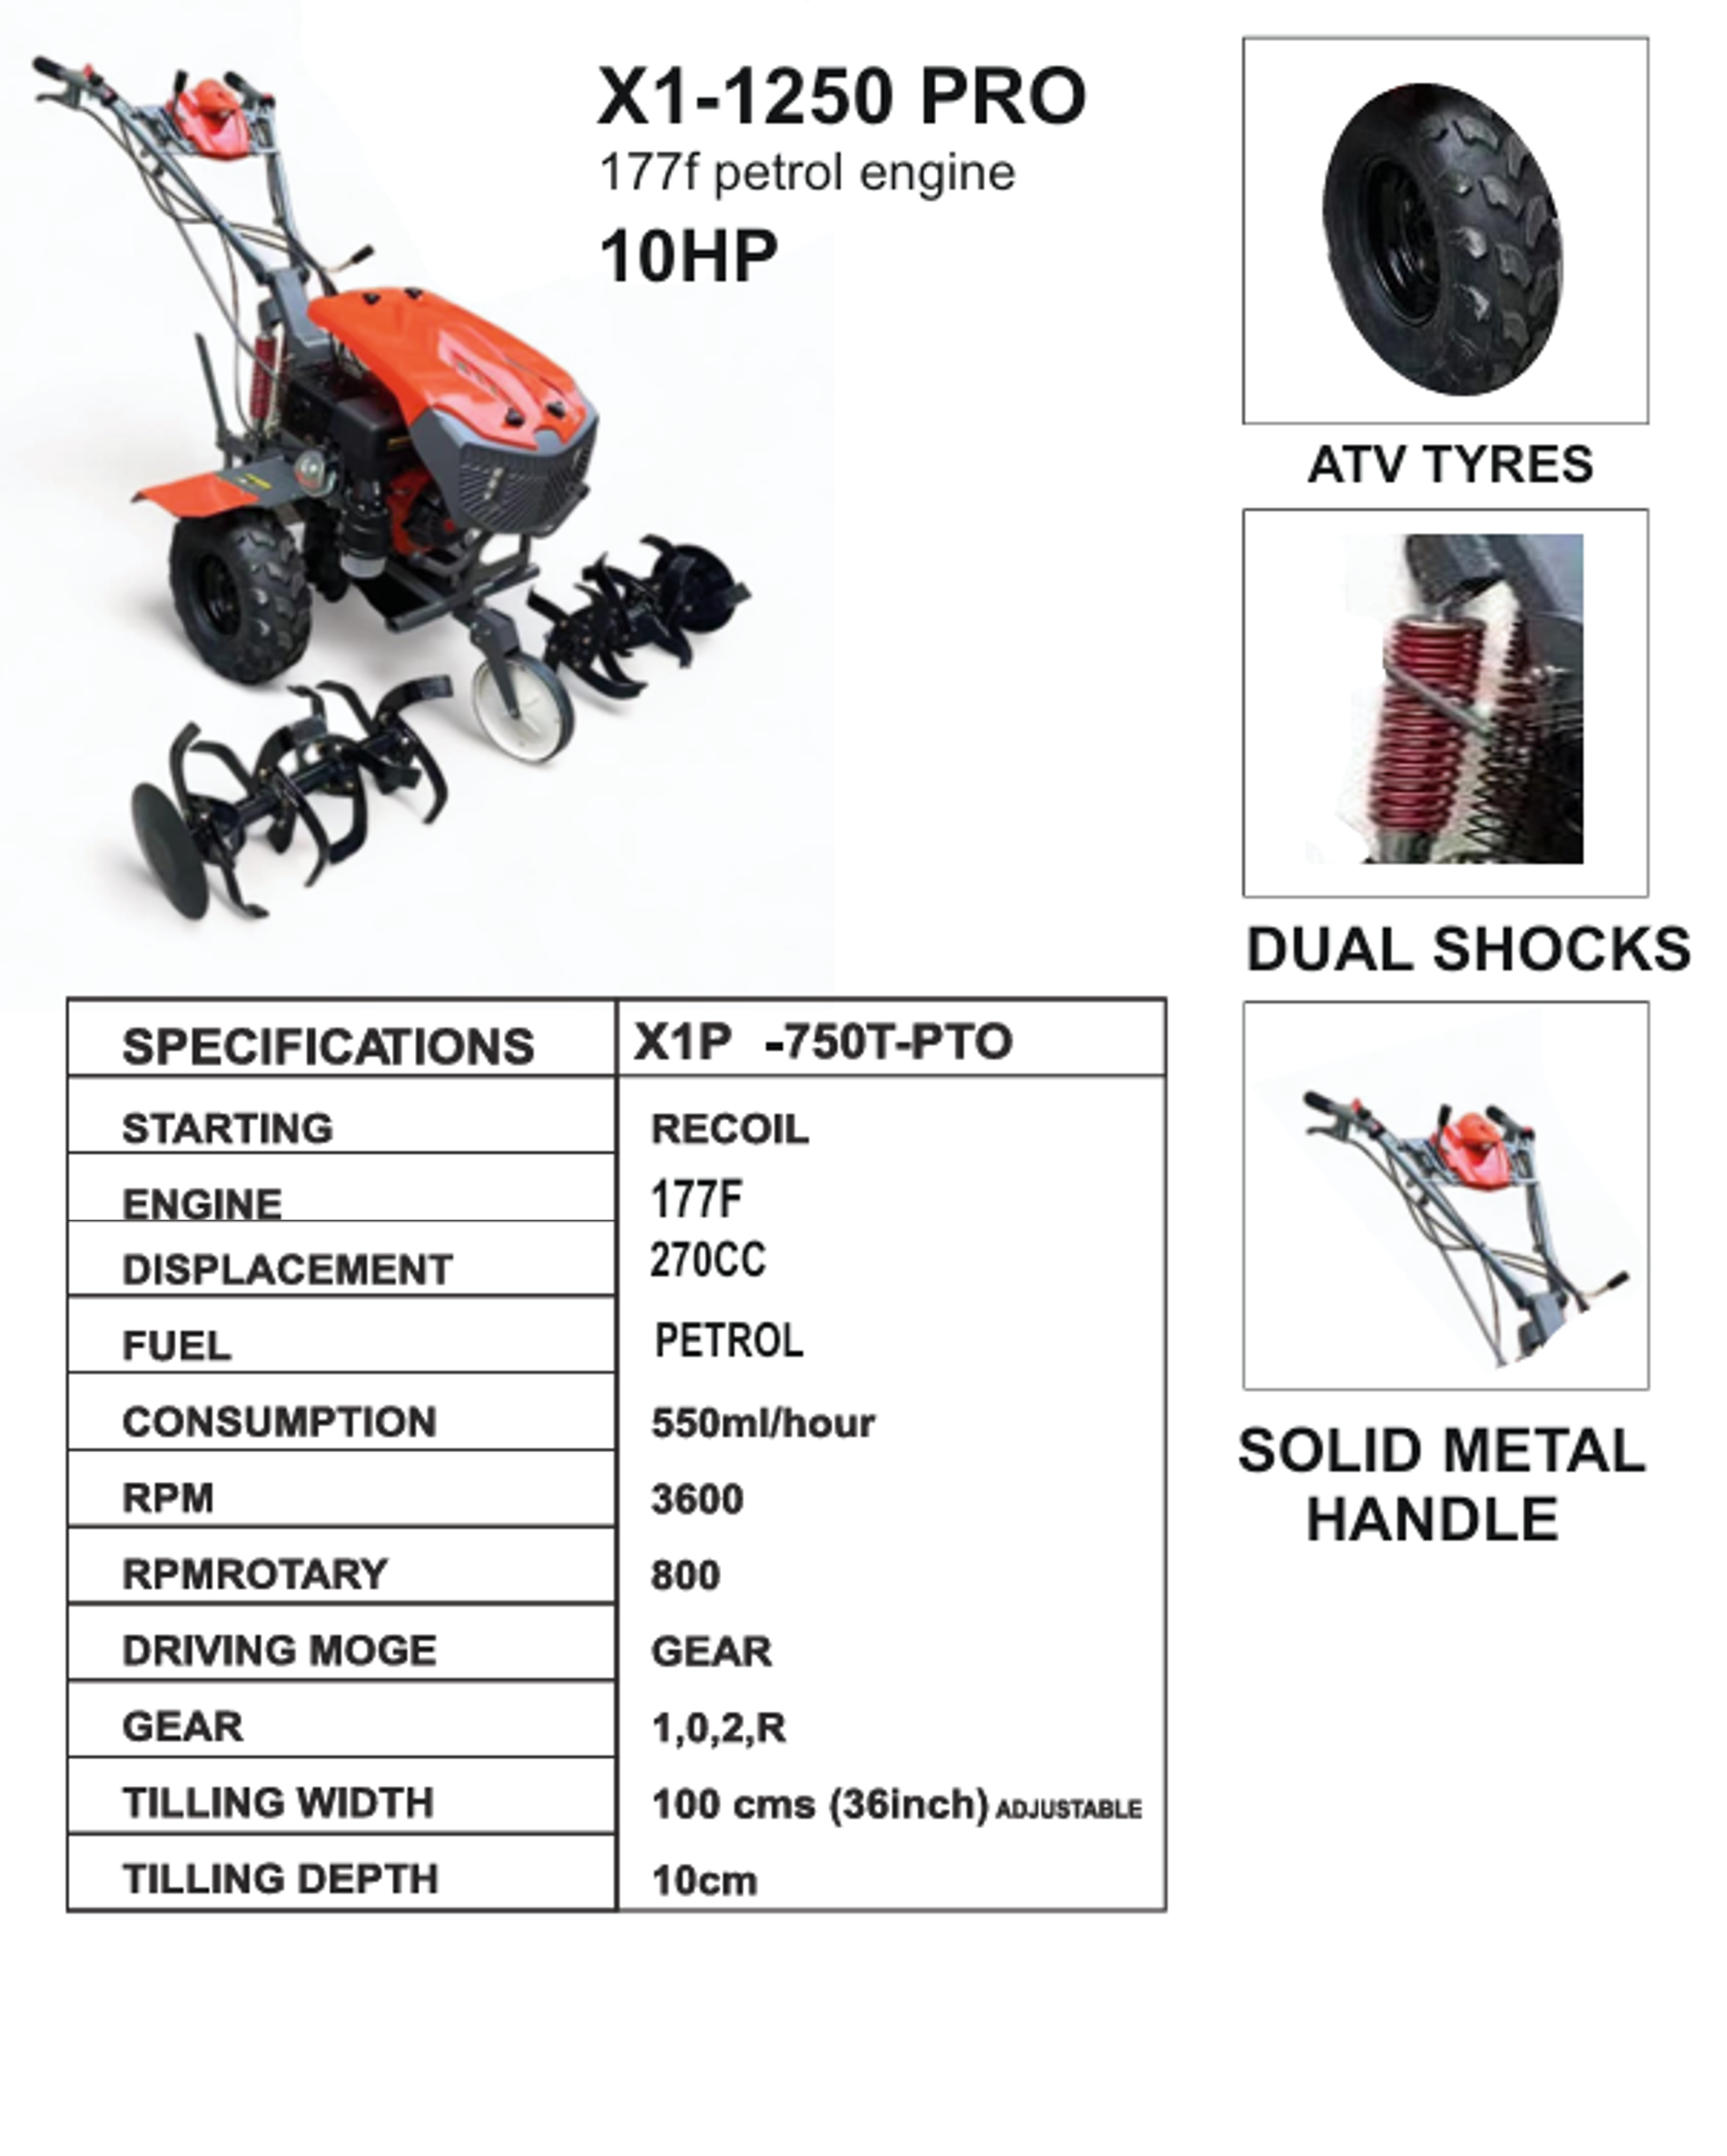 X1-1250 PRO
177f petrol engine
10HP
ATV TYRES
DUAL SHOCKS
SOLID METAL
HANDLE
SPECIFICATIONS X1P -750T-PTO
STARTING RECOIL
ENGINE 177F
DISPLACEMENT 270CC
FUEL PETROL
CONSUMPTION 550ml/hour
RPM 3600
RPMROTARY 800
DRIVING MOGE GEAR
GEAR 1,0,2,R
TILLING WIDTH 100 cms (36inch) ADJUSTABLE
TILLING DEPTH 10cm